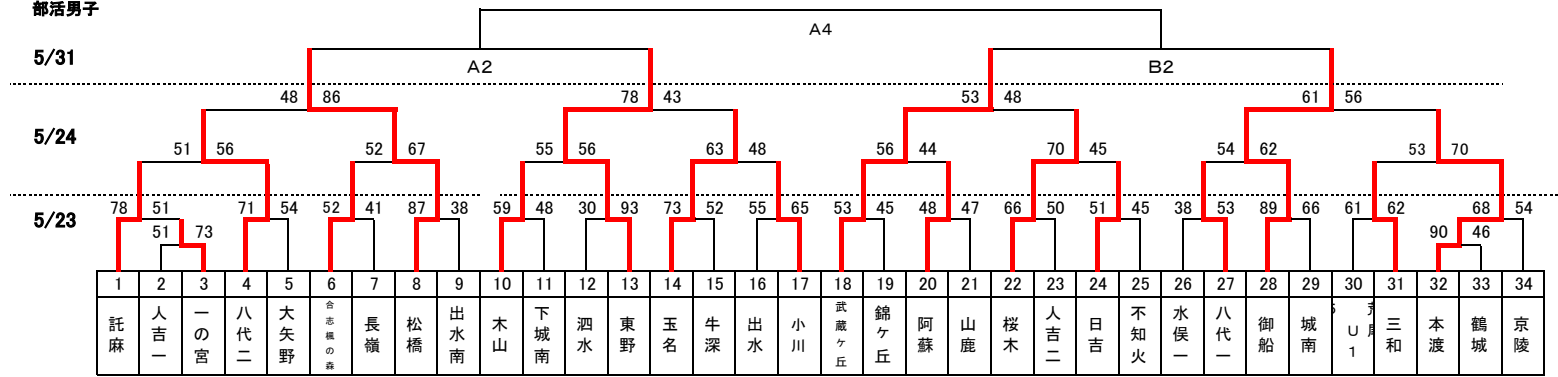 部活男子
A4
5/31
A2 B2
48 86 78 43 53 48 61 56
5/24
51 56 52 67 55 56 63 48 56 44 70 45 54 62 53 70
5/23
78 51 71 54 52 41 87 38 59 48 30 93 73 52 55 65 53 45 48 47 66 50 51 45 38 53 89 66 61 62 68 54
51 73 90 46
1 2 3 4 5 6 7 8 9 10 11 12 13 14 15 16 17 18 19 20 21 22 23 24 25 26 27 28 29 30 31 32 33 34
託麻
人吉一
一の宮
八代二
大矢野
合志楓の森
長嶺
松橋
出水南
木山
下城南
泗水
東野
玉名
牛深
出水
小川
武蔵ヶ丘
錦ケ丘
阿蘇
山鹿
桜木
人吉二
日吉
不知火
水俣一
八代一
御船
城南
U1
三和
本渡
鶴城
京陵